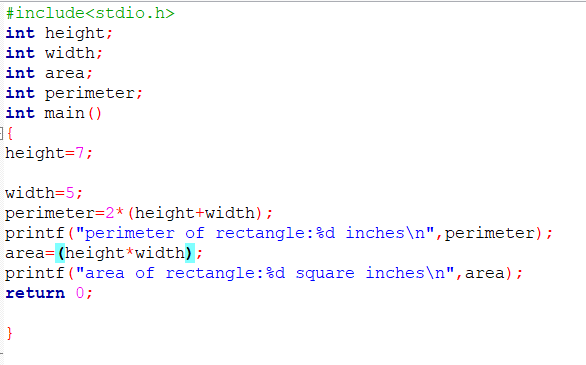 #include<stdio.h>
int height;
int width;
int area;
int perimeter;
int main()
{
height=7;
width=5;
perimeter=2*(height+width);
printf("perimeter of rectangle:%d inches\n",perimeter);
area=(height*width);
printf("area of rectangle:%d square inches\n",area);
return 0;
}